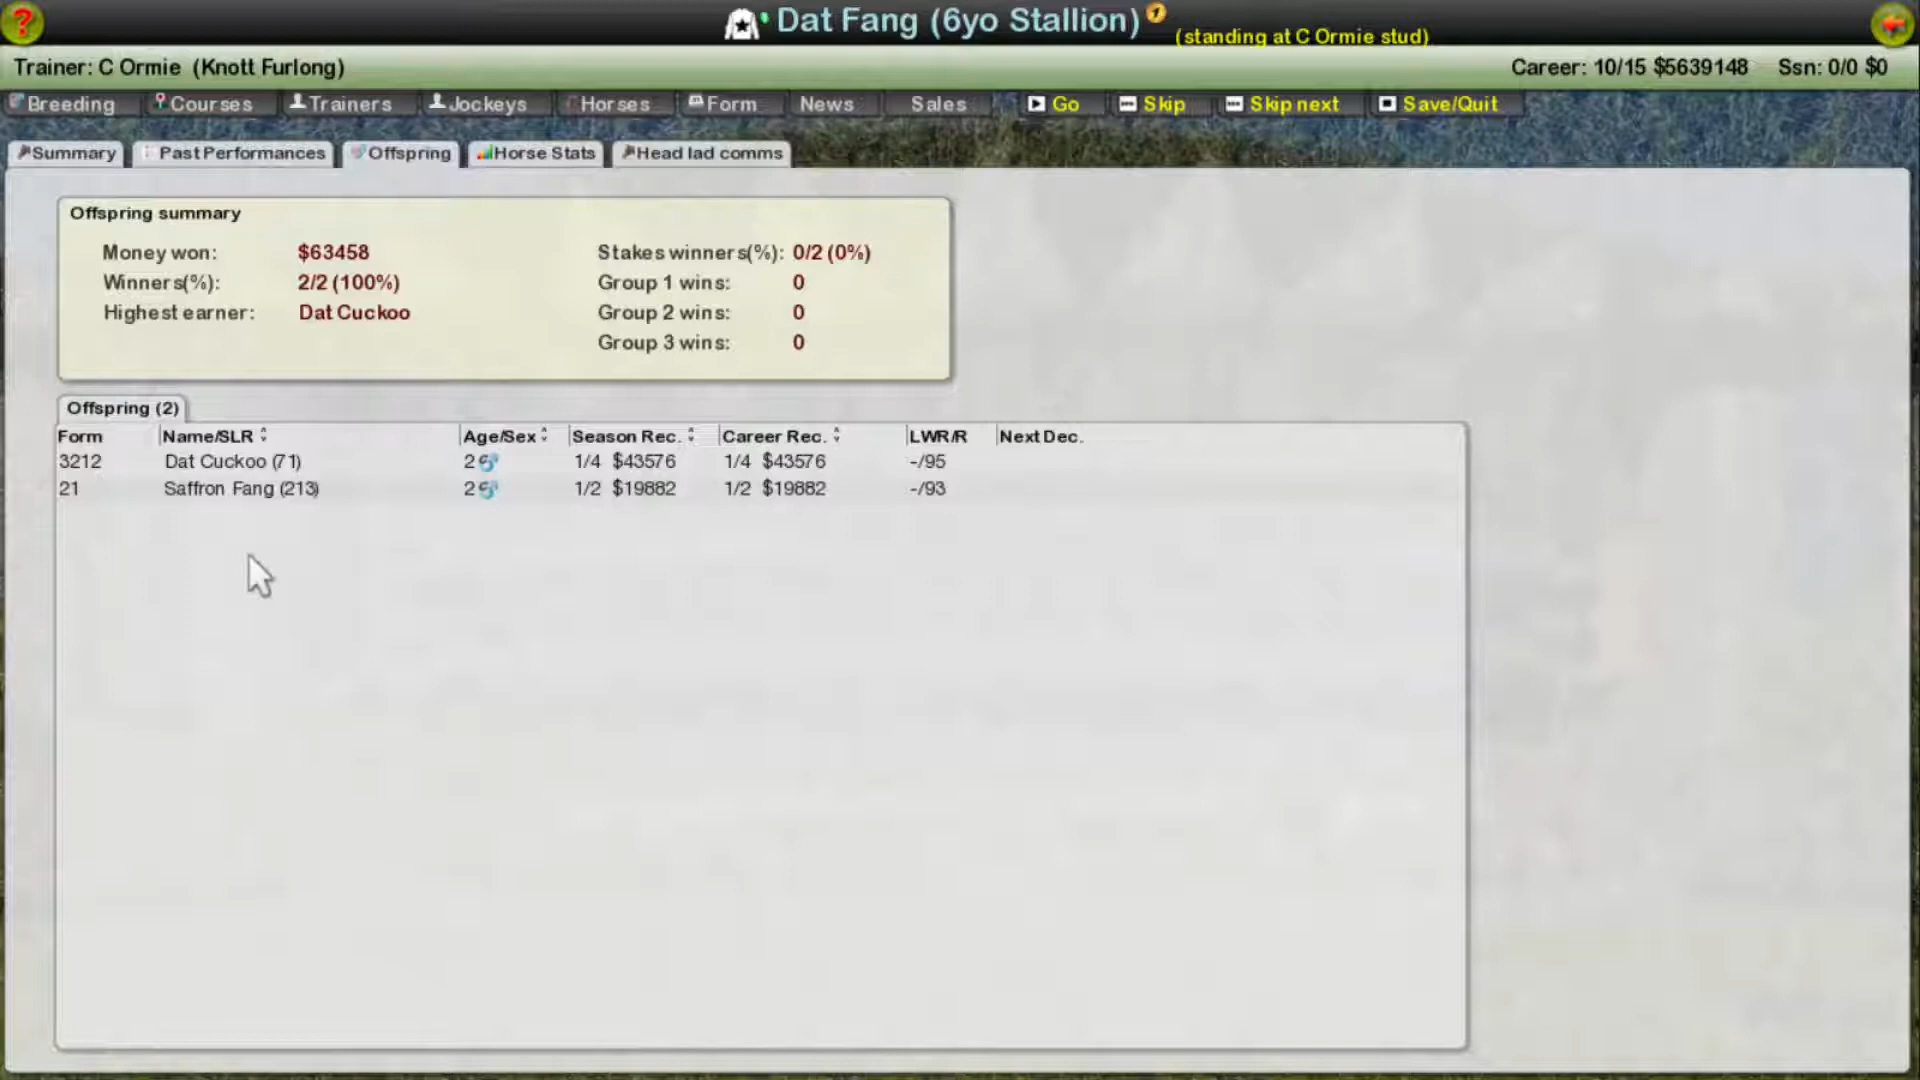 ?
Dat Fang (6yo Stallion)
(standing at C Ormie stud)
Trainer: C Ormie (Knott Furlong)
Career: 10/15 $5639148 Ssn: 0/0 $0
Breeding Courses Trainers Jockeys Horses Form News Sales Go Skip Skip next Save/Quit
Summary Past Performances Offspring Horse Stats Head lad comms
Offspring summary
Money won: $63458 Stakes winners(%): 0/2 (0%)
Winners(%): 2/2 (100%) Group 1 wins: 0
Highest earner: Dat Cuckoo Group 2 wins: 0
Group 3 wins: 0
Offspring (2)
Form Name/SLR Age/Sex Season Rec. Career Rec. LWR/R Next Dec.
3212 Dat Cuckoo (71) 2 1/4 $43576 1/4 $43576 -/95
21 Saffron Fang (213) 2 1/2 $19882 1/2 $19882 -/93